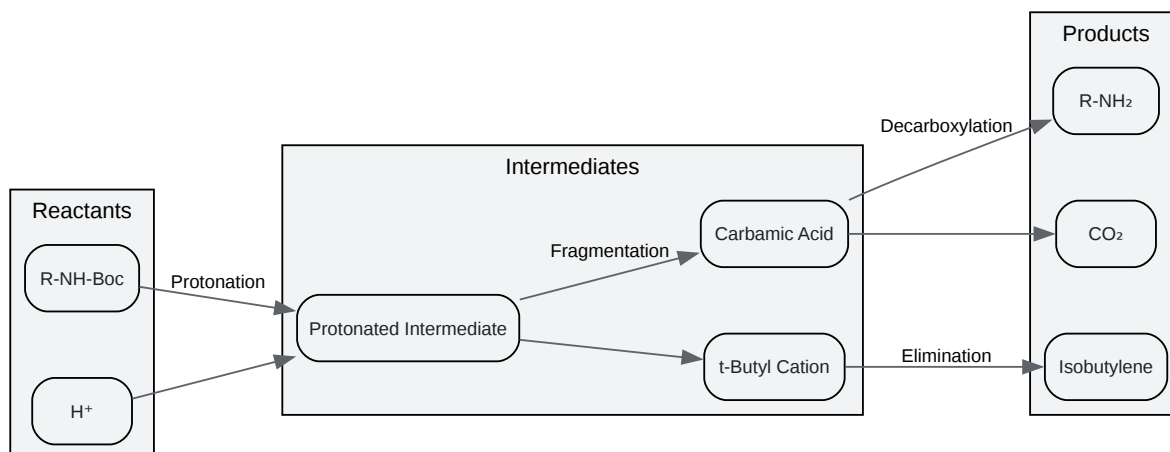 Reactants
R-NH-Boc
H⁺
Protonation
Intermediates
Protonated Intermediate
Fragmentation
Carbamic Acid
t-Butyl Cation
Decarboxylation
Elimination
Products
R-NH₂
CO₂
Isobutylene